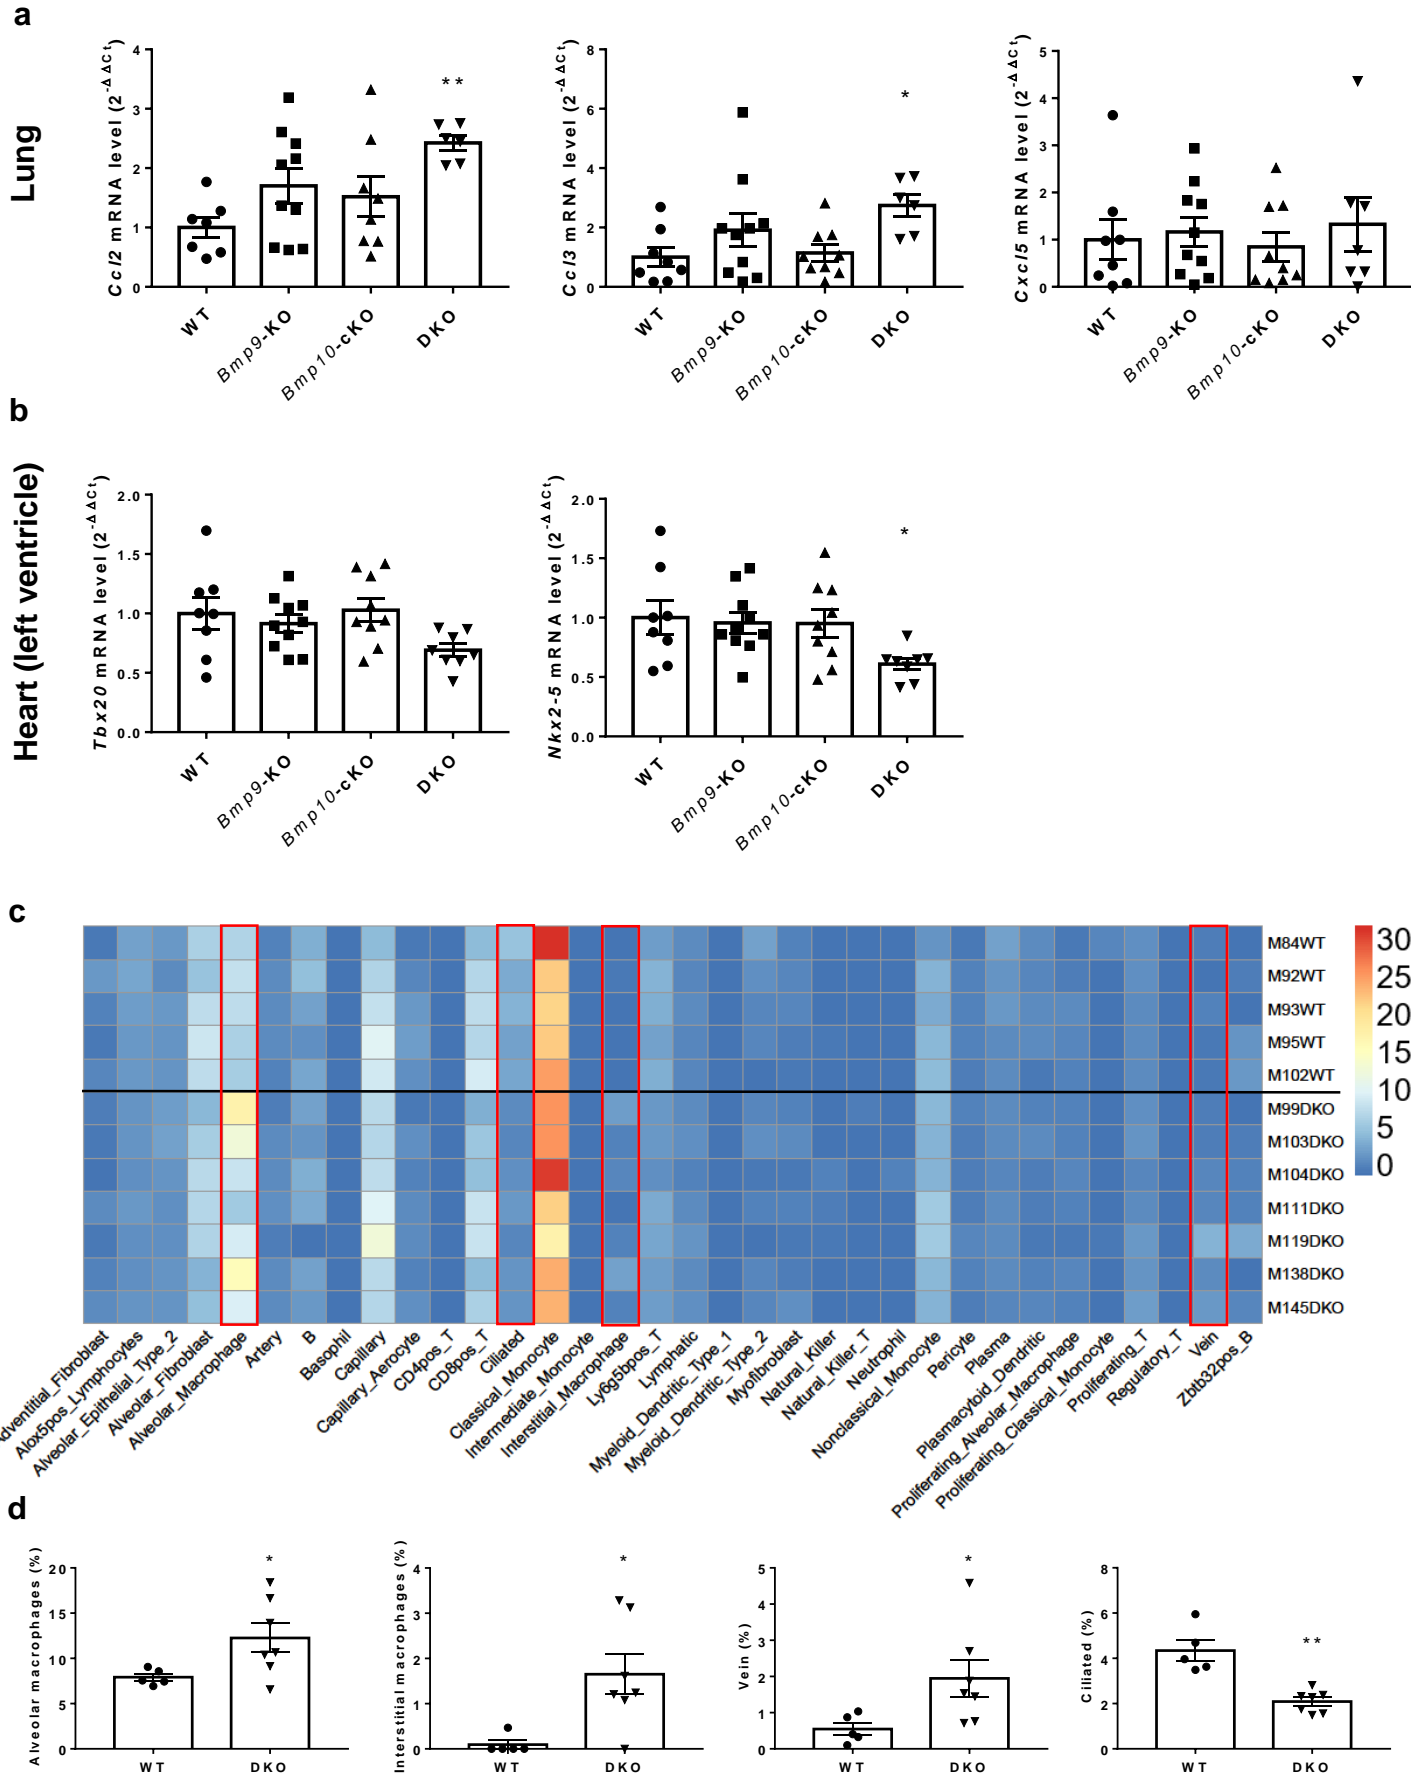 a
Lung
Ccl2 mRNA level (2^-ΔΔCt)
4
3
2
1
0
WT
Bmp9-KO
Bmp10-cKO
DKO
**
Ccl3 mRNA level (2^-ΔΔCt)
8
6
4
2
0
WT
Bmp9-KO
Bmp10-cKO
DKO
*
Cxcl5 mRNA level (2^-ΔΔCt)
5
4
3
2
1
0
WT
Bmp9-KO
Bmp10-cKO
DKO
b
Heart (left ventricle)
Tbx20 mRNA level (2^-ΔΔCt)
2.0
1.5
1.0
0.5
0.0
WT
Bmp9-KO
Bmp10-cKO
DKO
Nkx2-5 mRNA level (2^-ΔΔCt)
2.0
1.5
1.0
0.5
0.0
WT
Bmp9-KO
Bmp10-cKO
DKO
*
c
M84WT
M92WT
M93WT
M95WT
M102WT
M99DKO
M103DKO
M104DKO
M111DKO
M119DKO
M138DKO
M145DKO
30
25
20
15
10
5
0
Adventitial_Fibroblast
Alox5pos_Lymphocytes
Alveolar_Epithelial_Type_2
Alveolar_Fibroblast
Alveolar_Macrophage
Artery
B
Basophil
Capillary
Capillary_Aerocyte
CD4pos_T
CD8pos_T
Ciliated
Classical_Monocyte
Intermediate_Monocyte
Interstitial_Macrophage
Ly6g5bpos_T
Lymphatic
Myeloid_Dendritic_Type_1
Myeloid_Dendritic_Type_2
Myofibroblast
Natural_Killer
Natural_Killer_T
Neutrophil
Nonclassical_Monocyte
Pericyte
Plasma
Plasmacytoid_Dendritic
Proliferating_Alveolar_Macrophage
Proliferating_Classical_Monocyte
Proliferating_T
Regulatory_T
Vein
Zbtb32pos_B
d
Alveolar macrophages (%)
20
15
10
5
0
WT
DKO
*
Interstitial macrophages (%)
4
3
2
1
0
WT
DKO
*
Vein (%)
5
4
3
2
1
0
WT
DKO
*
Ciliated (%)
8
6
4
2
0
WT
DKO
**